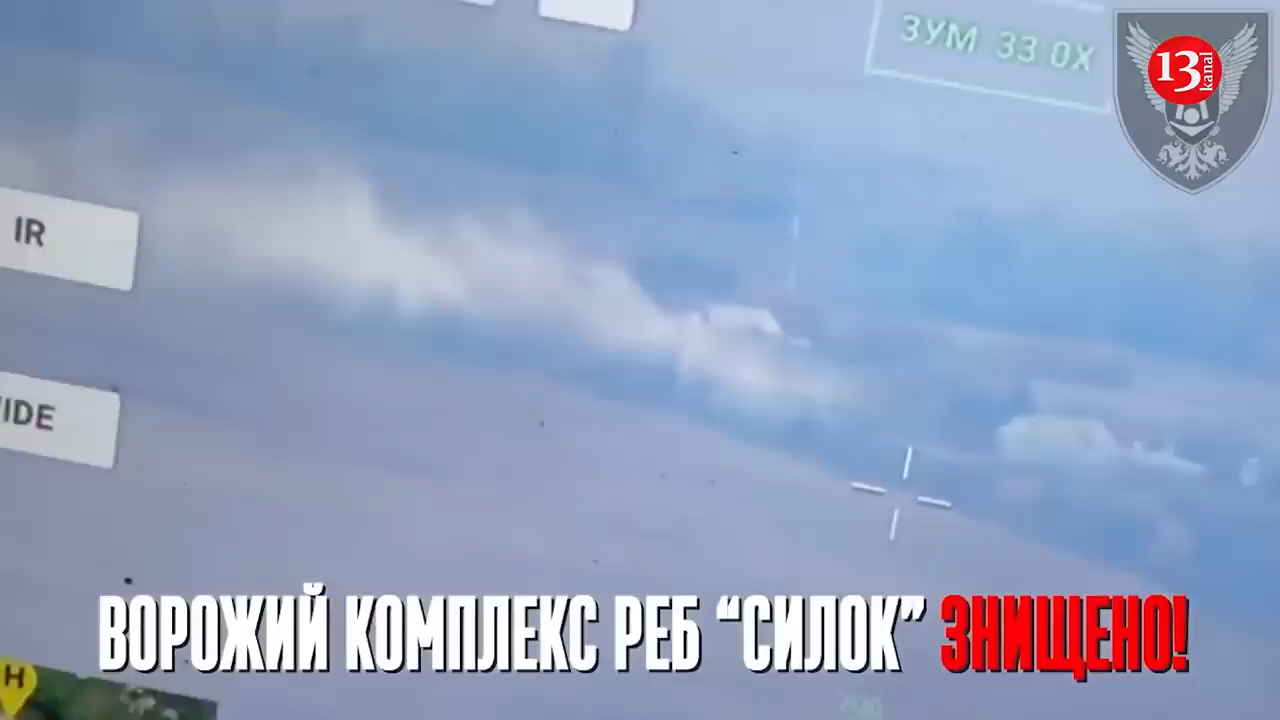 ЗУМ 33.0X
13
kanal
IR
IDE
ВОРОЖИЙ КОМПЛЕКС РЕБ “СИЛОК” ЗНИЩЕНО!
H